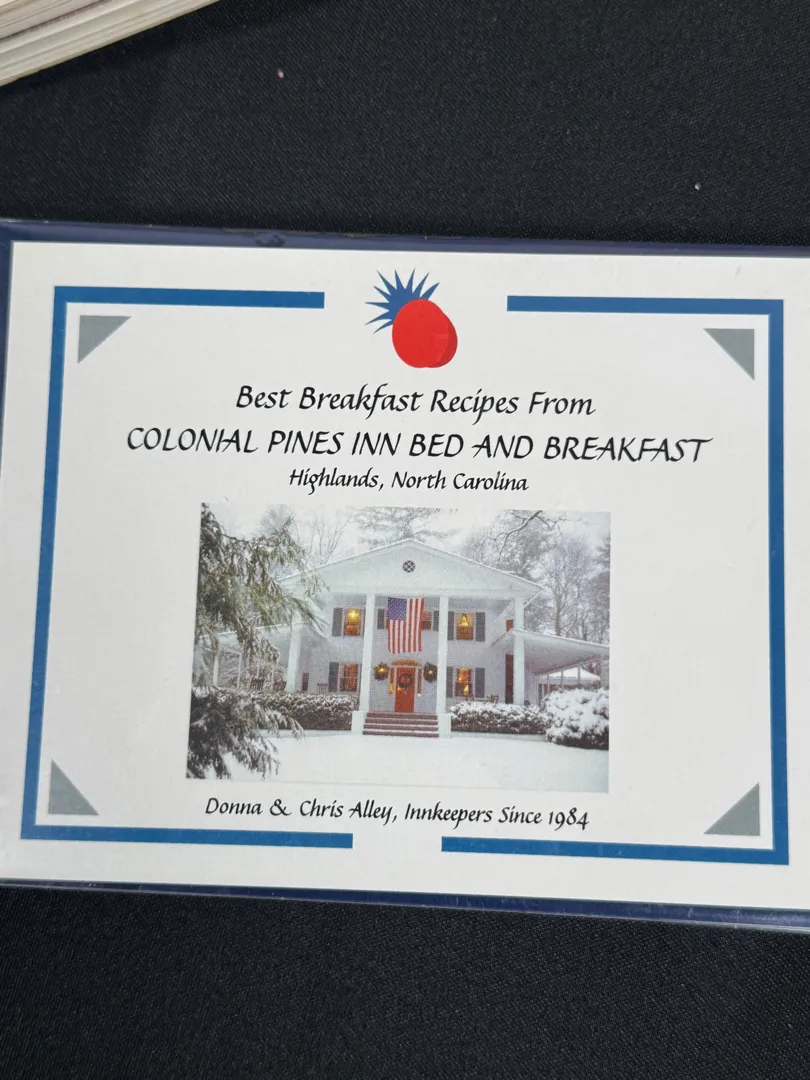 Best Breakfast Recipes From
COLONIAL PINES INN BED AND BREAKFAST
Highlands, North Carolina
Donna & Chris Alley, Innkeepers Since 1984